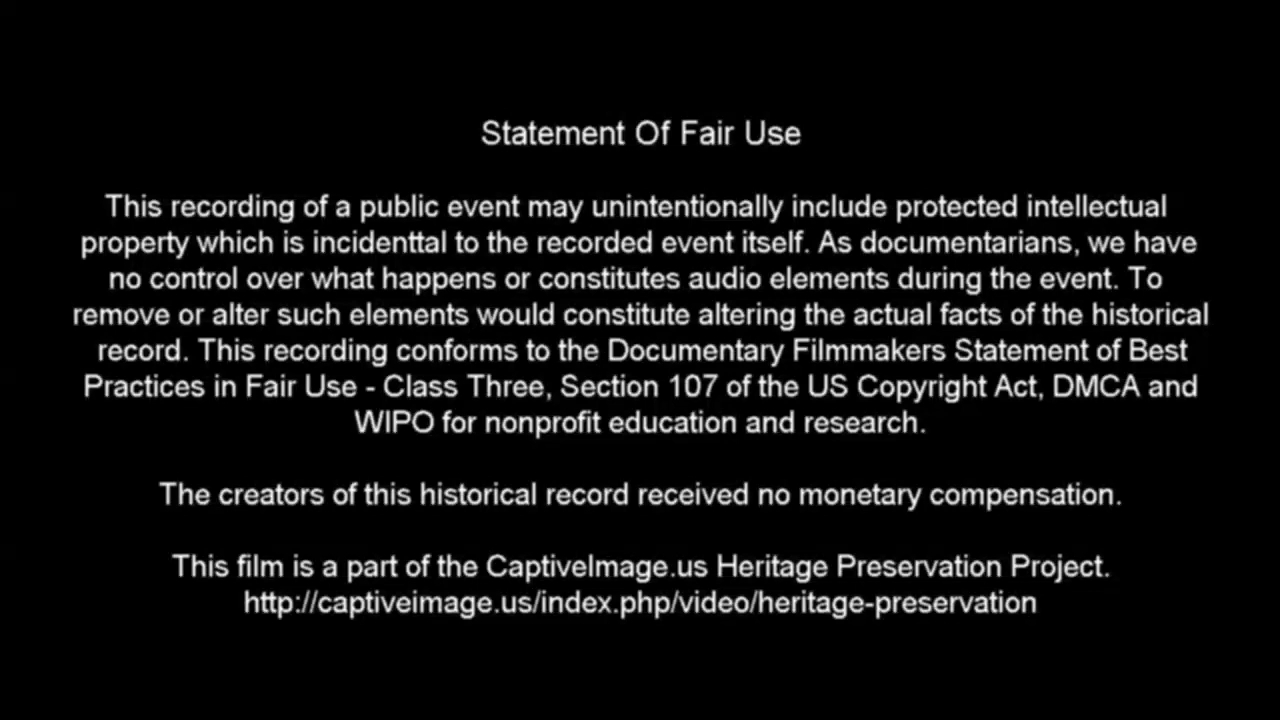 Statement Of Fair Use
This recording of a public event may unintentionally include protected intellectual
property which is incidenttal to the recorded event itself. As documentarians, we have
no control over what happens or constitutes audio elements during the event. To
remove or alter such elements would constitute altering the actual facts of the historical
record. This recording conforms to the Documentary Filmmakers Statement of Best
Practices in Fair Use - Class Three, Section 107 of the US Copyright Act, DMCA and
WIPO for nonprofit education and research.
The creators of this historical record received no monetary compensation.
This film is a part of the CaptiveImage.us Heritage Preservation Project.
http://captiveimage.us/index.php/video/heritage-preservation